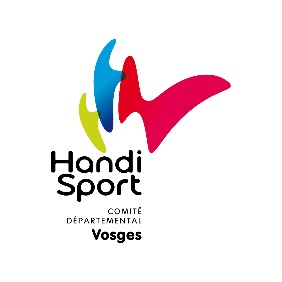 Handi
Sport
COMITÉ
DÉPARTEMENTAL
Vosges